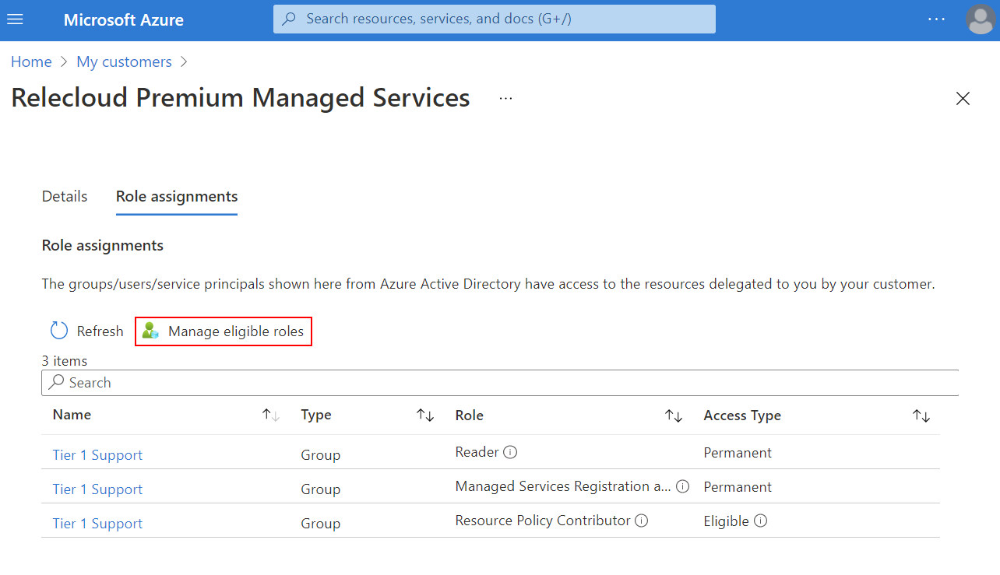 Microsoft Azure
Search resources, services, and docs (G+/)
Home > My customers >
Relecloud Premium Managed Services ...
Details Role assignments
Role assignments
The groups/users/service principals shown here from Azure Active Directory have access to the resources delegated to you by your customer.
Refresh Manage eligible roles
3 items
Search
Name Type Role Access Type
Tier 1 Support Group Reader Permanent
Tier 1 Support Group Managed Services Registration a... Permanent
Tier 1 Support Group Resource Policy Contributor Eligible